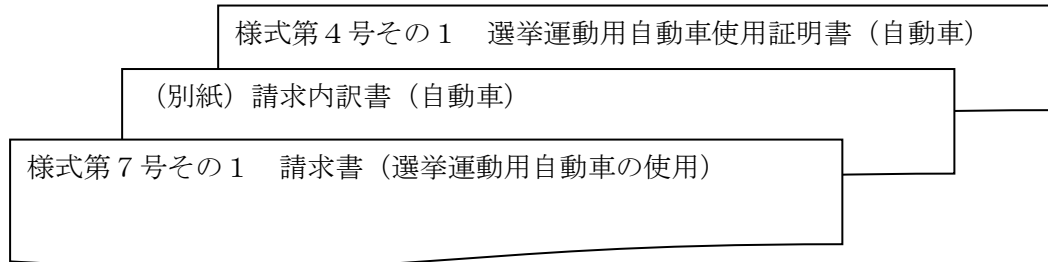 様式第４号その１　選挙運動用自動車使用証明書（自動車）
（別紙）請求内訳書（自動車）
様式第７号その１　請求書（選挙運動用自動車の使用）